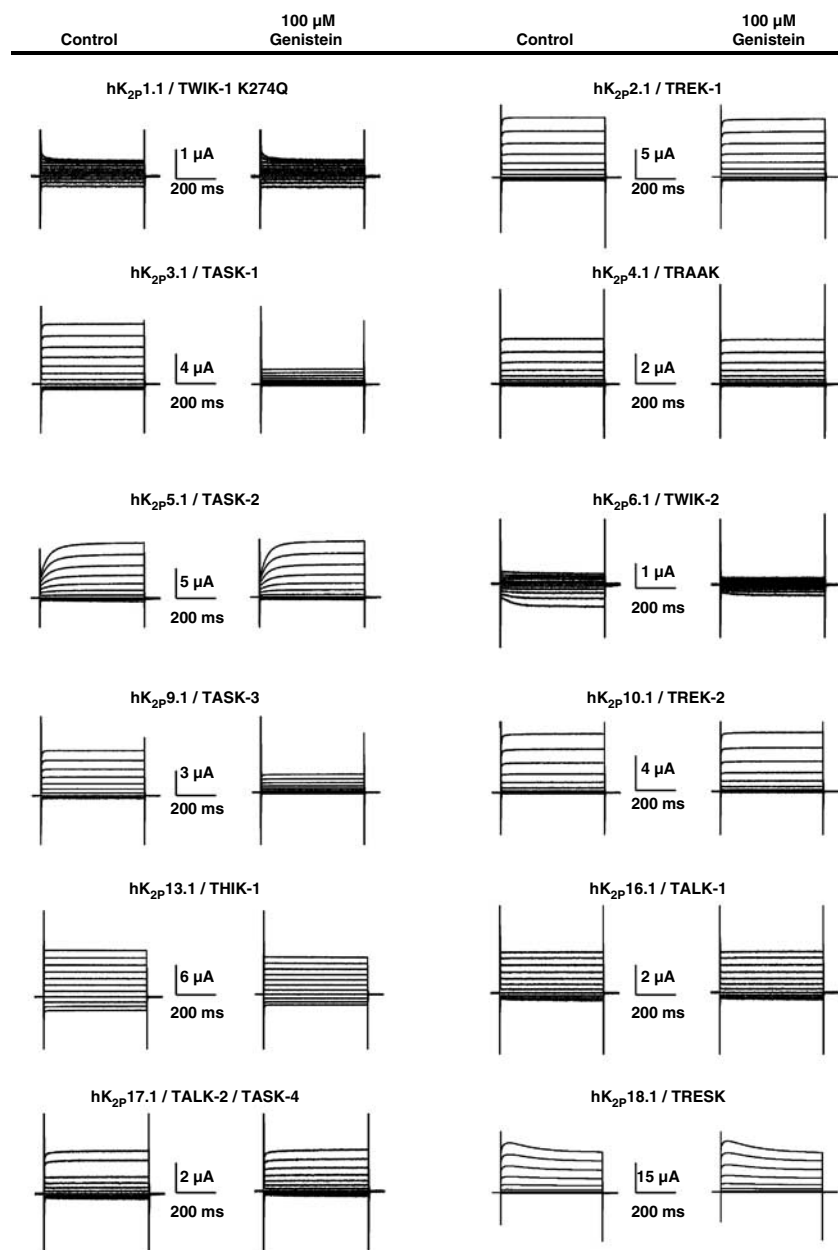 Control 100 µM Genistein Control 100 µM Genistein
hK2P1.1 / TWIK-1 K274Q
1 µA
200 ms
hK2P2.1 / TREK-1
5 µA
200 ms
hK2P3.1 / TASK-1
4 µA
200 ms
hK2P4.1 / TRAAK
2 µA
200 ms
hK2P5.1 / TASK-2
5 µA
200 ms
hK2P6.1 / TWIK-2
1 µA
200 ms
hK2P9.1 / TASK-3
3 µA
200 ms
hK2P10.1 / TREK-2
4 µA
200 ms
hK2P13.1 / THIK-1
6 µA
200 ms
hK2P16.1 / TALK-1
2 µA
200 ms
hK2P17.1 / TALK-2 / TASK-4
2 µA
200 ms
hK2P18.1 / TRESK
15 µA
200 ms